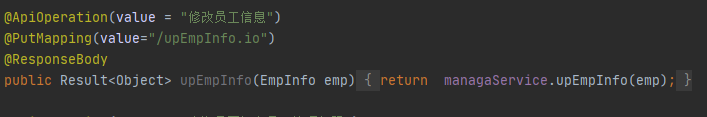 @ApiOperation(value = "修改员工信息")
@PutMapping(value="/upEmpInfo.io")
@ResponseBody
public Result<Object> upEmpInfo(EmpInfo emp) { return  managaService.upEmpInfo(emp); }